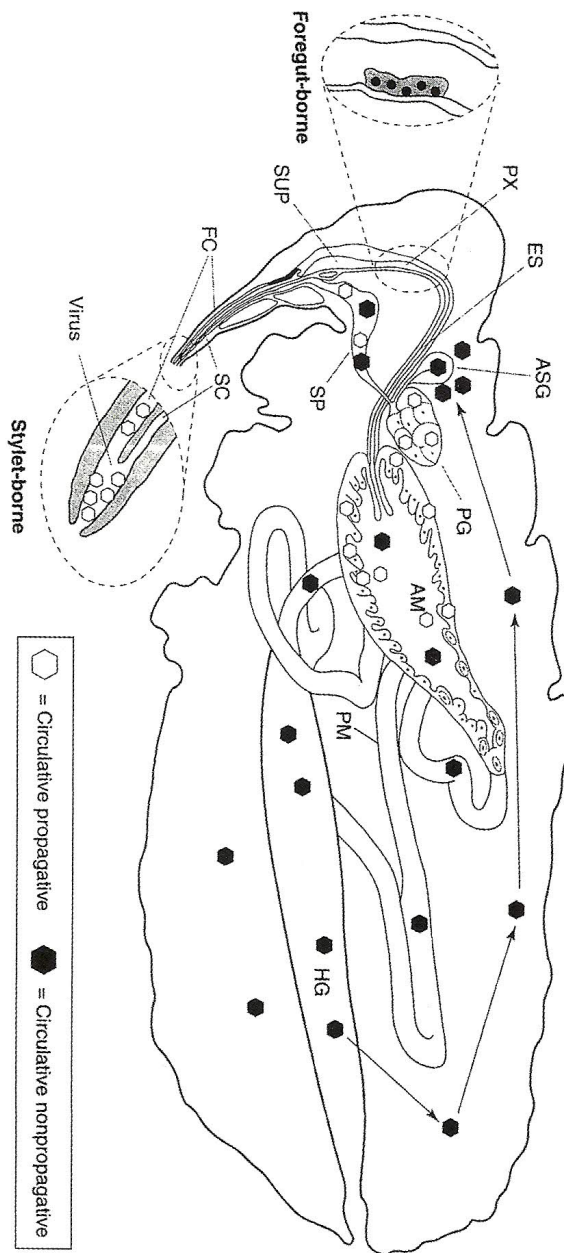 Foregut-borne
SUP
PX
ES
ASG
FC
Virus
SC
SP
PG
AM
PM
HG
Stylet-borne
= Circulative propagative
= Circulative nonpropagative